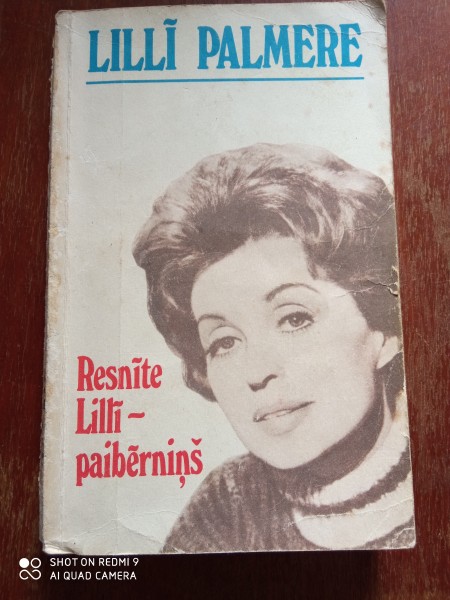 LILLĪ PALMERE
Resnīte
Lillī –
paibērniņš
SHOT ON REDMI 9
AI QUAD CAMERA